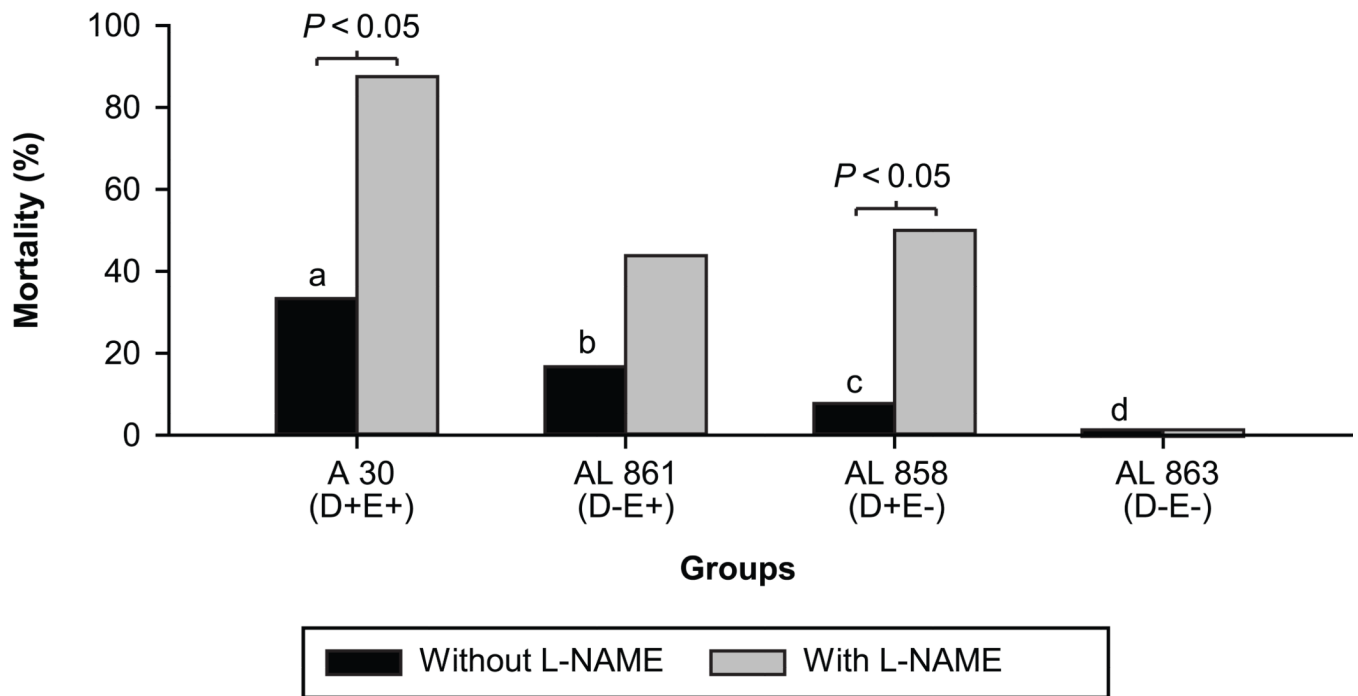 Mortality (%)
100
80
60
40
20
0
P < 0.05
P < 0.05
a
b
c
d
A 30
(D+E+)
AL 861
(D-E+)
AL 858
(D+E-)
AL 863
(D-E-)
Groups
Without L-NAME
With L-NAME